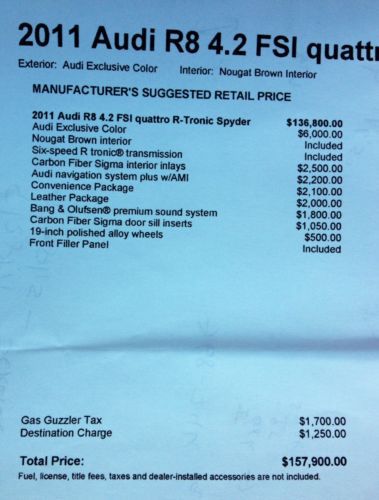 2011 Audi R8 4.2 FSI quattr
Exterior: Audi Exclusive Color Interior: Nougat Brown Interior
MANUFACTURER'S SUGGESTED RETAIL PRICE
2011 Audi R8 4.2 FSI quattro R-Tronic Spyder $136,800.00
Audi Exclusive Color $6,000.00
Nougat Brown interior Included
Six-speed R tronic® transmission Included
Carbon Fiber Sigma interior inlays $2,500.00
Audi navigation system plus w/AMI $2,200.00
Convenience Package $2,100.00
Leather Package $2,000.00
Bang & Olufsen® premium sound system $1,800.00
Carbon Fiber Sigma door sill inserts $1,050.00
19-inch polished alloy wheels $500.00
Front Filler Panel Included
Gas Guzzler Tax $1,700.00
Destination Charge $1,250.00
Total Price: $157,900.00
Fuel, license, title fees, taxes and dealer-installed accessories are not included.